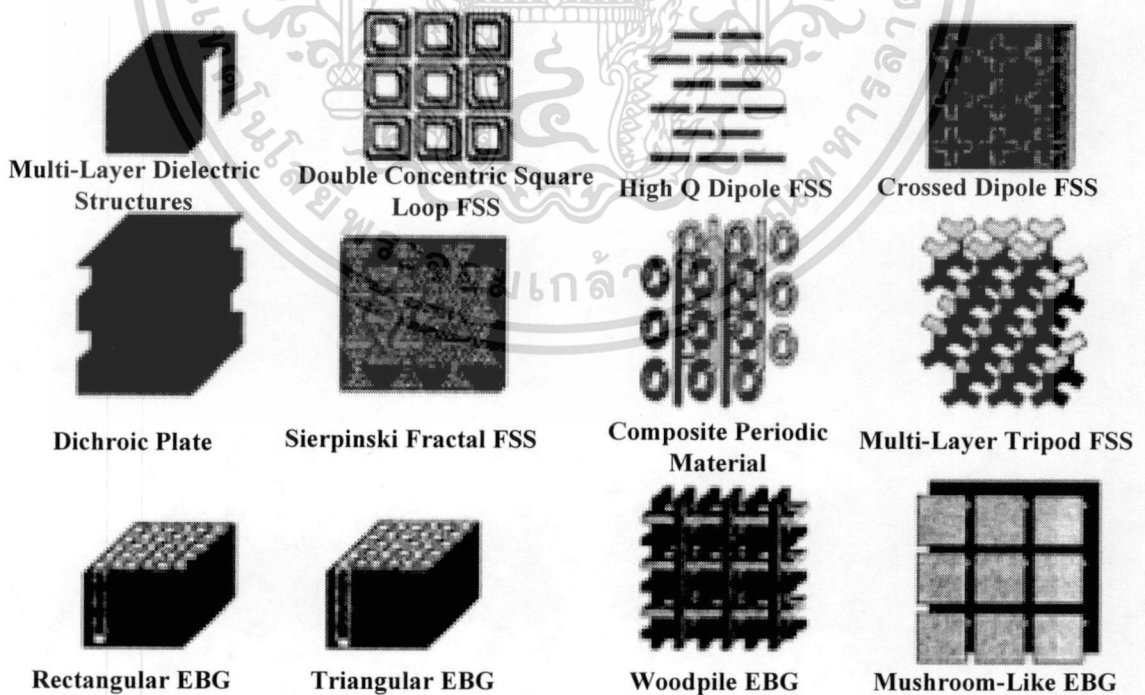 Multi-Layer Dielectric
Structures
Double Concentric Square
Loop FSS
High Q Dipole FSS
Crossed Dipole FSS
Dichroic Plate
Sierpinski Fractal FSS
Composite Periodic
Material
Multi-Layer Tripod FSS
Rectangular EBG
Triangular EBG
Woodpile EBG
Mushroom-Like EBG